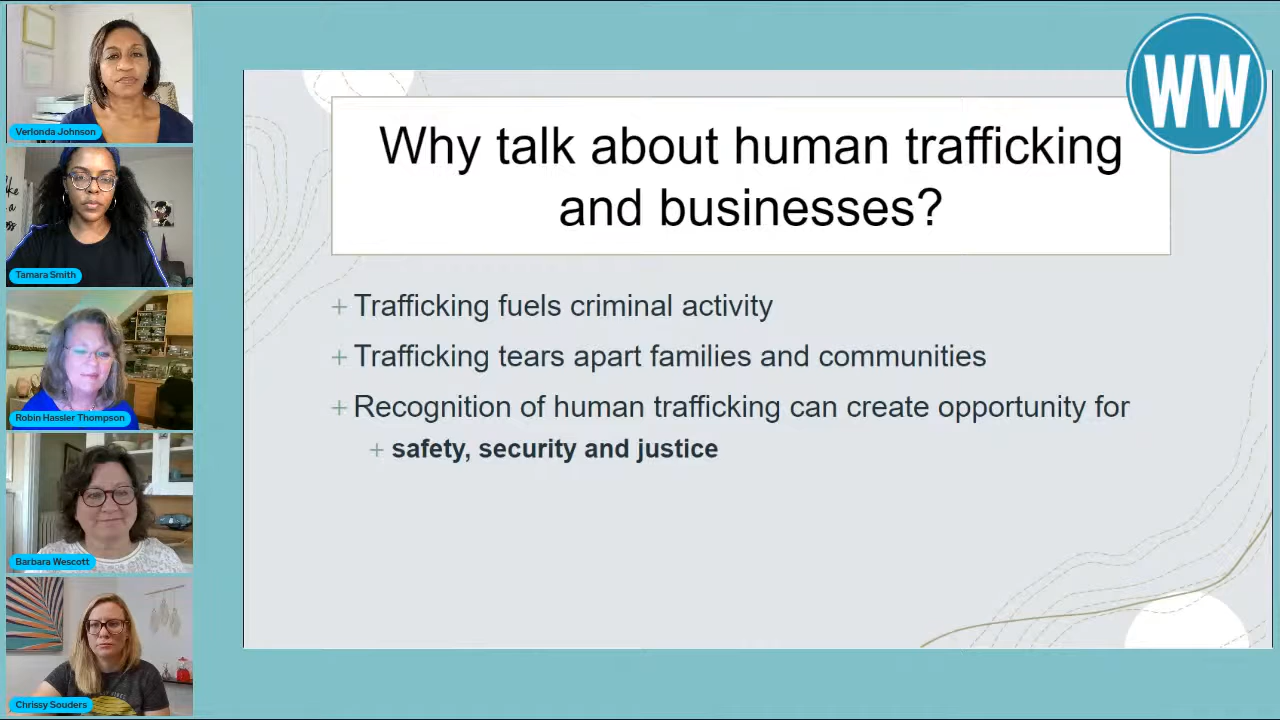 Verlonda Johnson
Tamara Smith
Robin Hassler Thompson
Barbara Wescott
Chrissy Souders
WW
Why talk about human trafficking
and businesses?
+ Trafficking fuels criminal activity
+ Trafficking tears apart families and communities
+ Recognition of human trafficking can create opportunity for
+ safety, security and justice